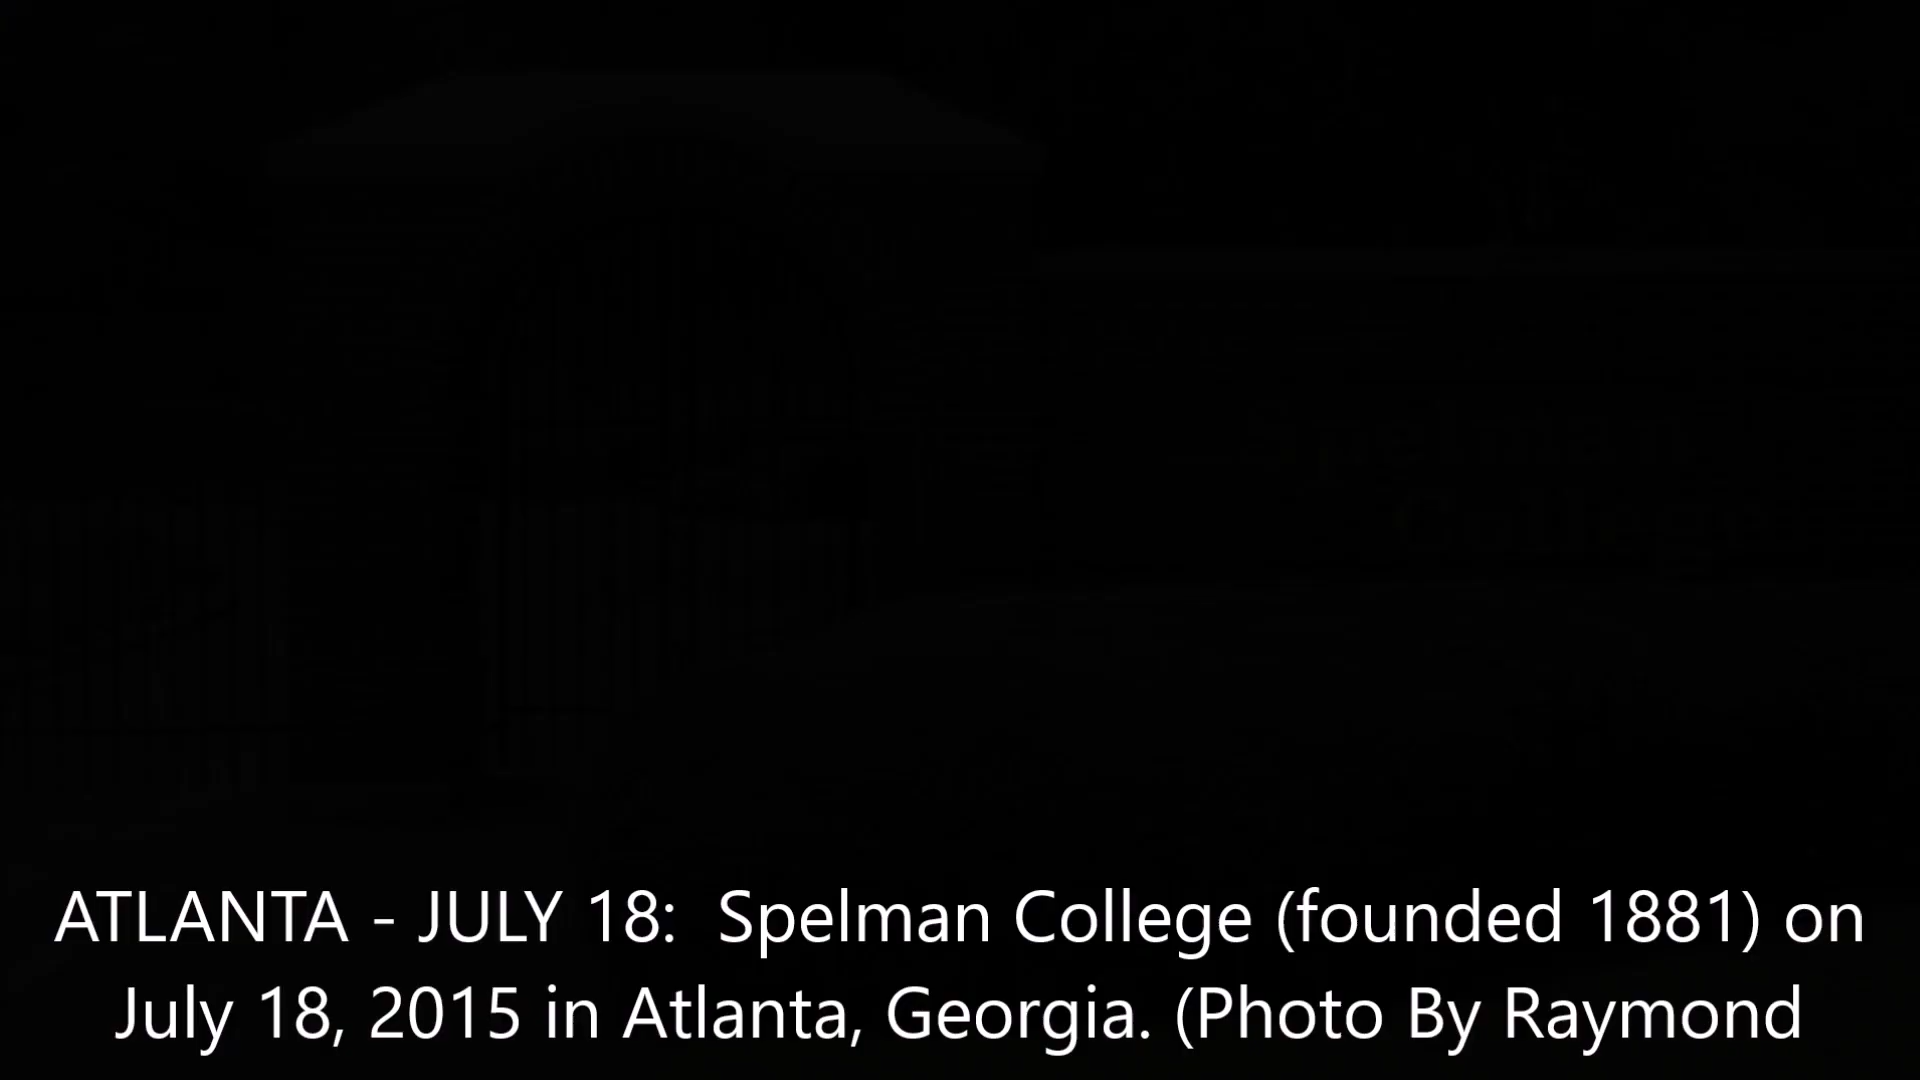 ATLANTA - JULY 18:  Spelman College (founded 1881) on
July 18, 2015 in Atlanta, Georgia. (Photo By Raymond